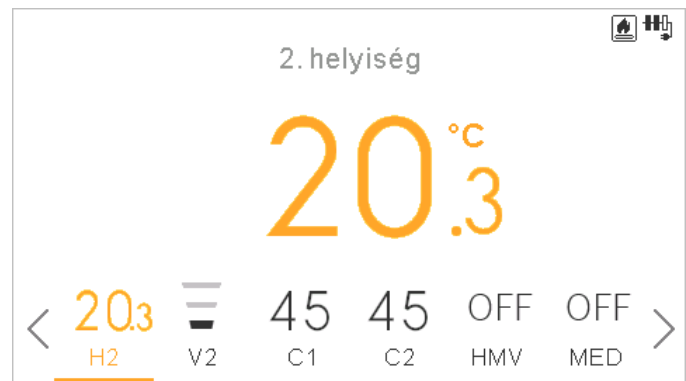 2. helyiség
20.3 °C
20.3 45 45 OFF OFF
H2 V2 C1 C2 HMV MED